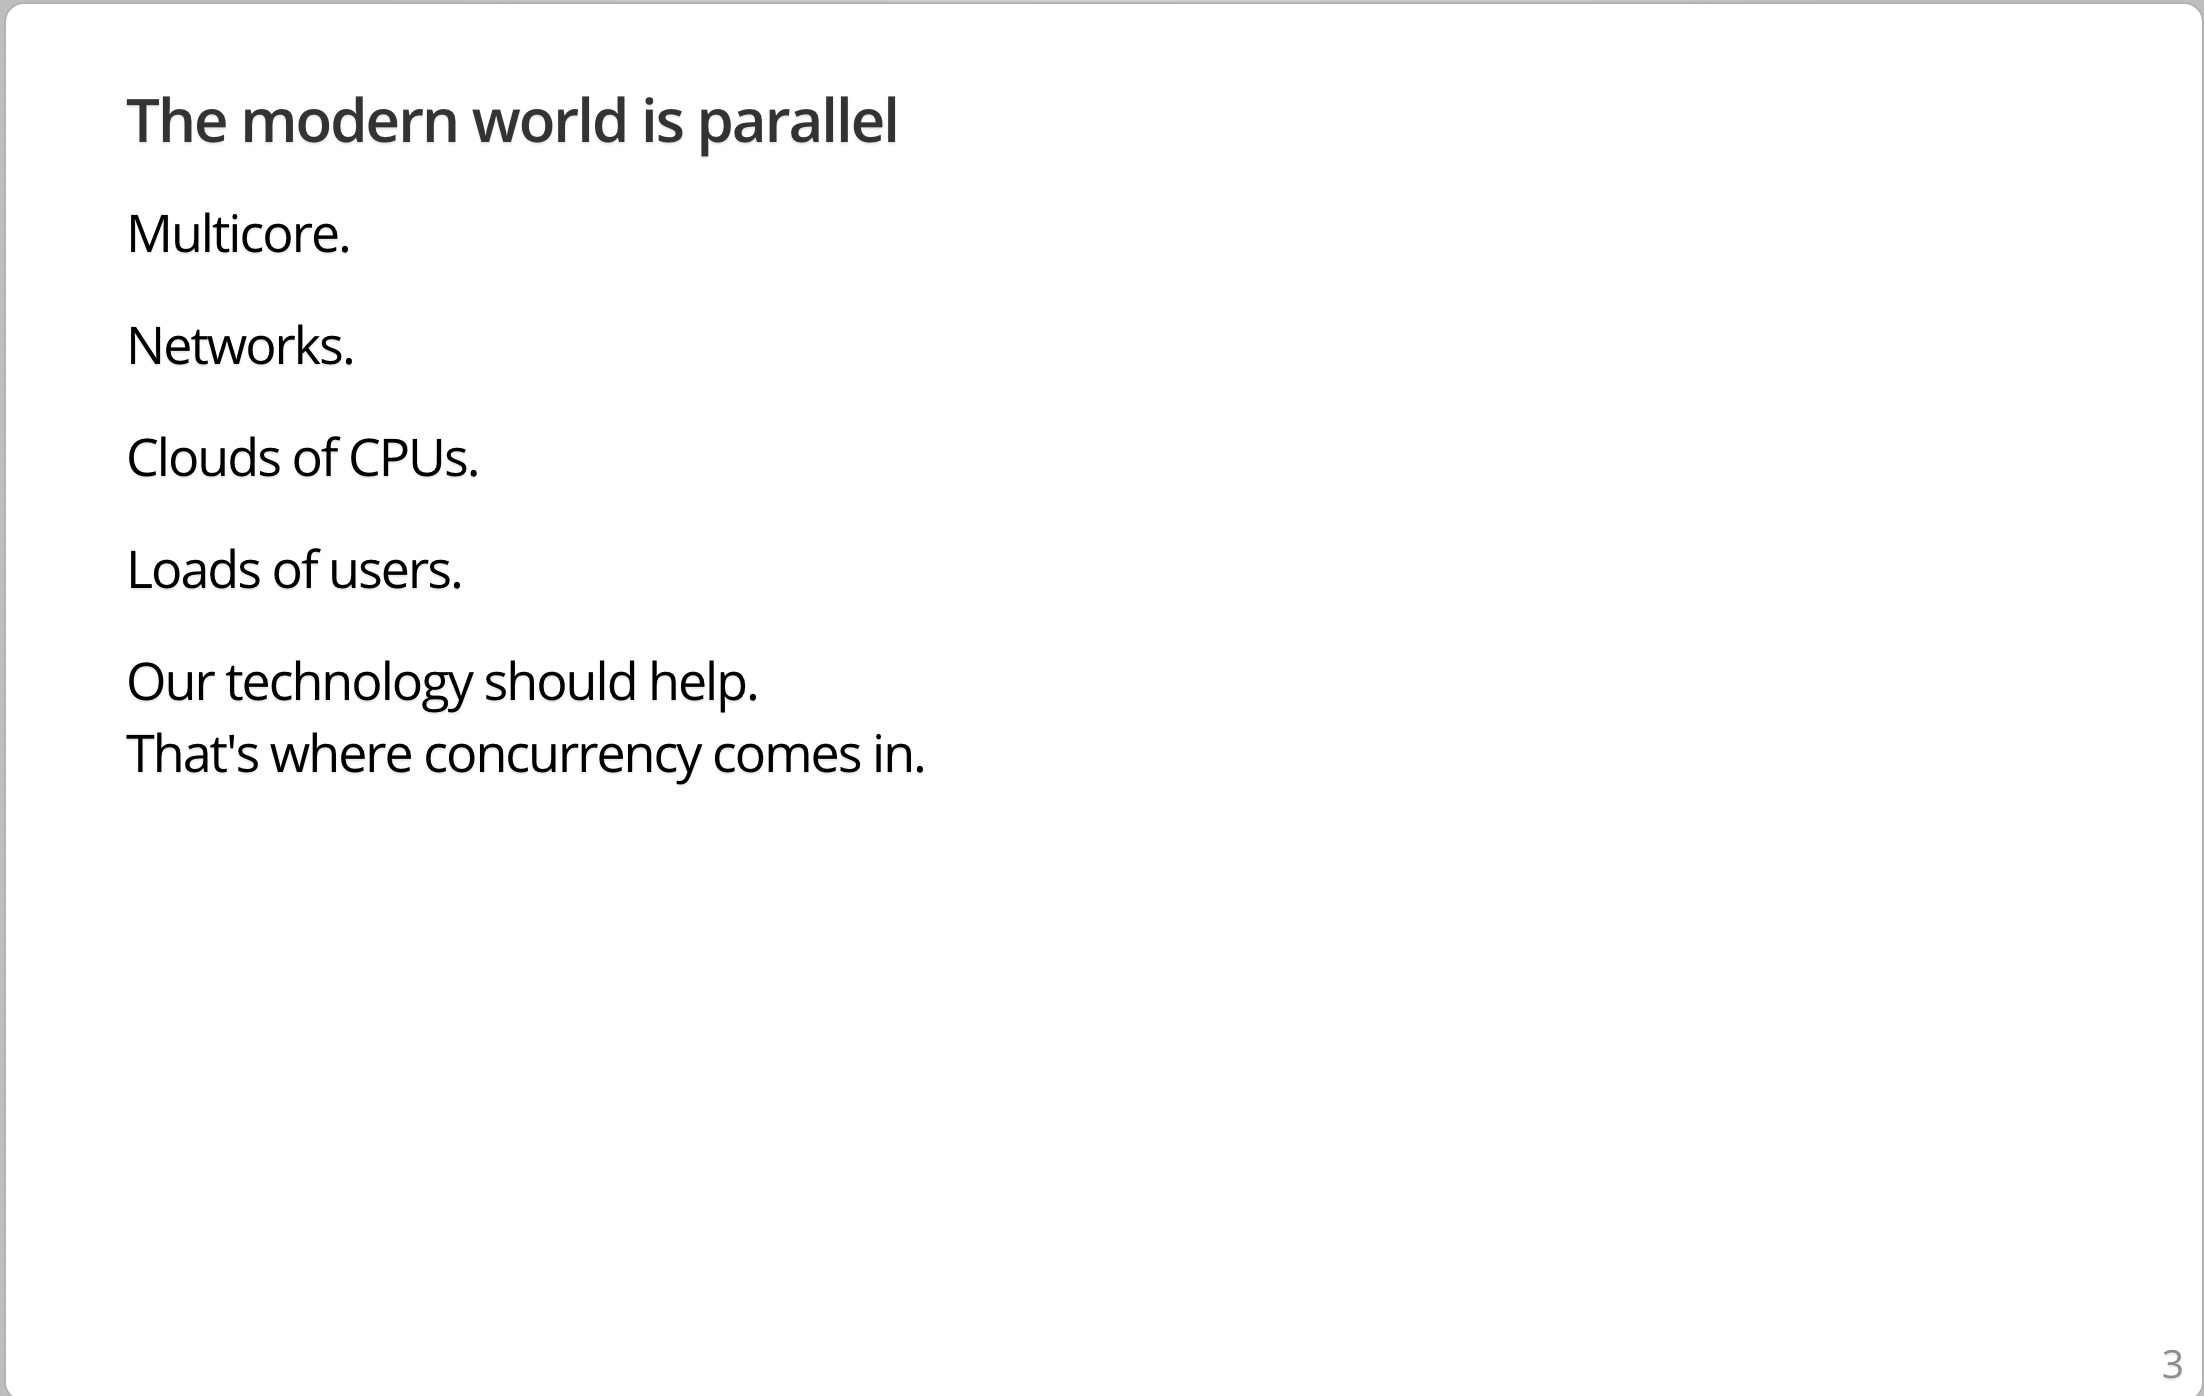 The modern world is parallel
Multicore.
Networks.
Clouds of CPUs.
Loads of users.
Our technology should help.
That's where concurrency comes in.
3